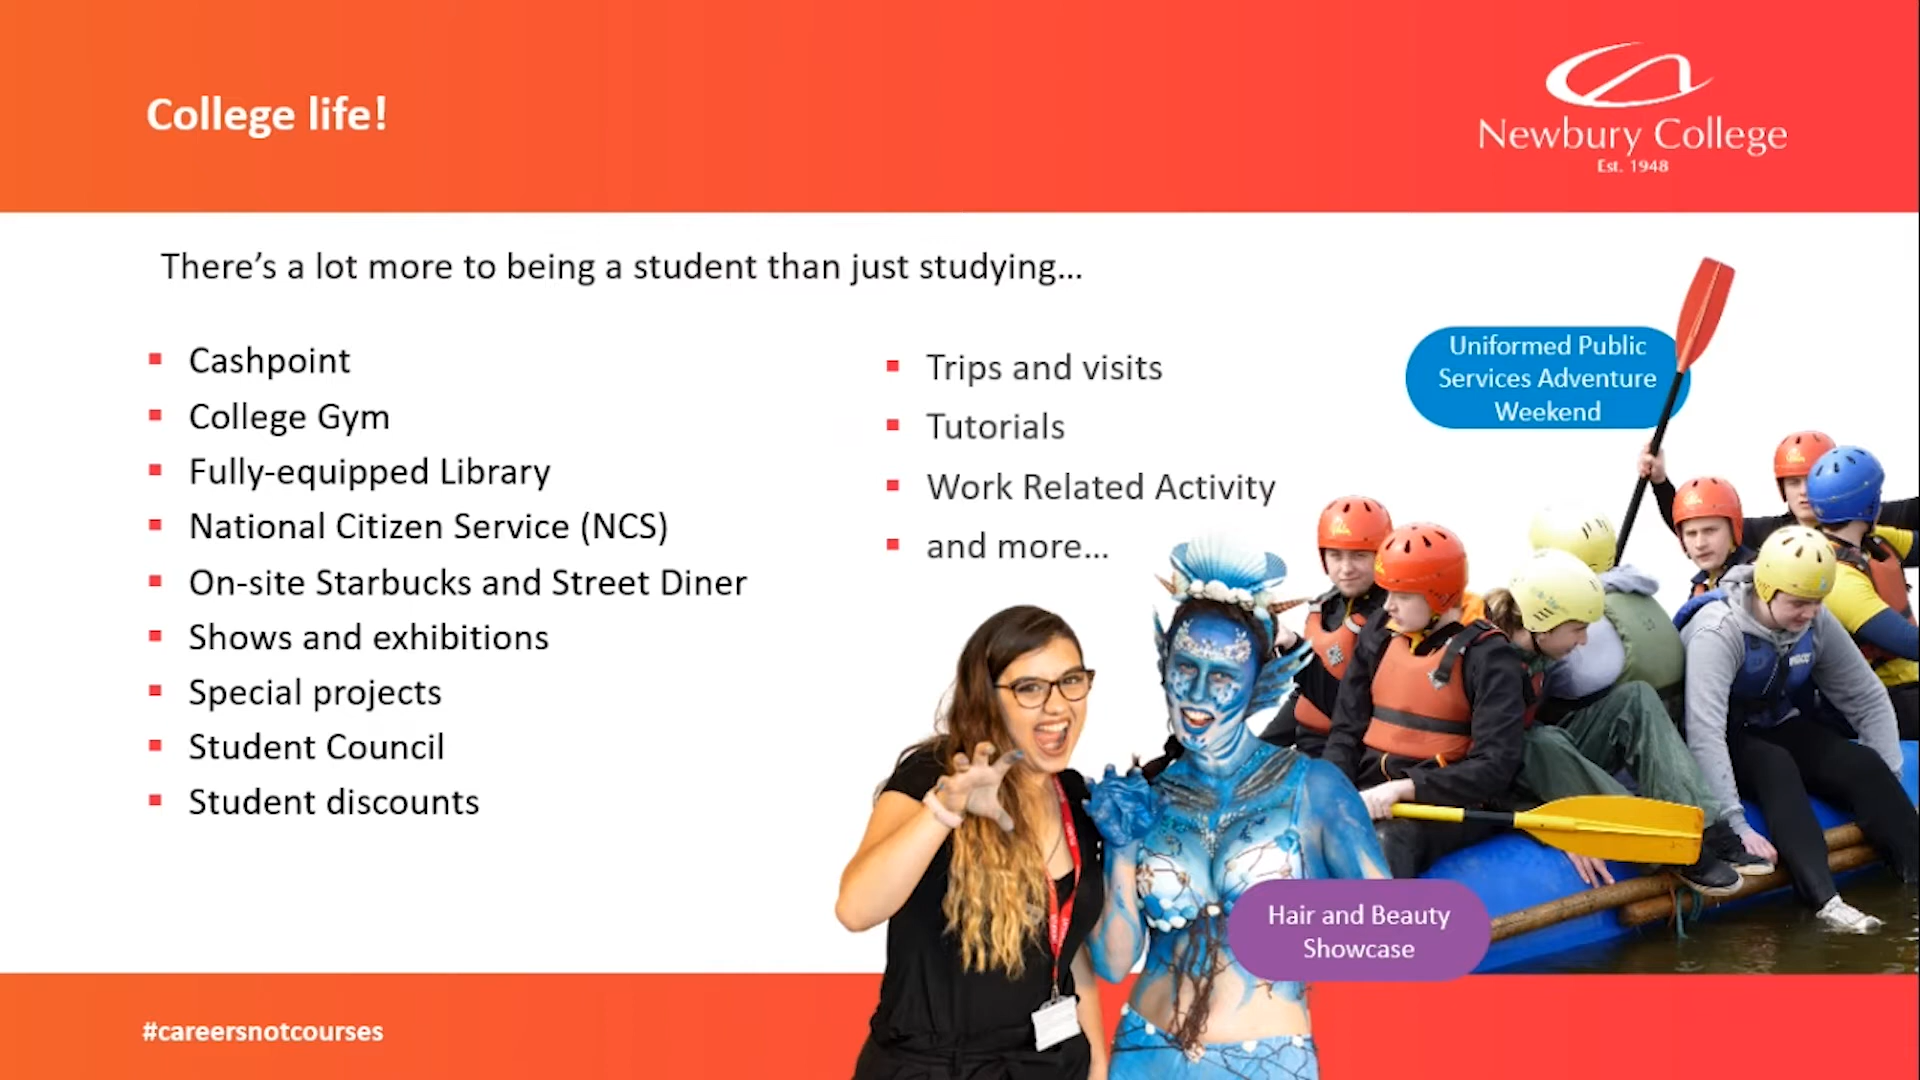 College life!
Newbury College
Est. 1948
There's a lot more to being a student than just studying...
Cashpoint
College Gym
Fully-equipped Library
National Citizen Service (NCS)
On-site Starbucks and Street Diner
Shows and exhibitions
Special projects
Student Council
Student discounts
Trips and visits
Tutorials
Work Related Activity
and more...
Uniformed Public
Services Adventure
Weekend
Hair and Beauty
Showcase
#careersnotcourses